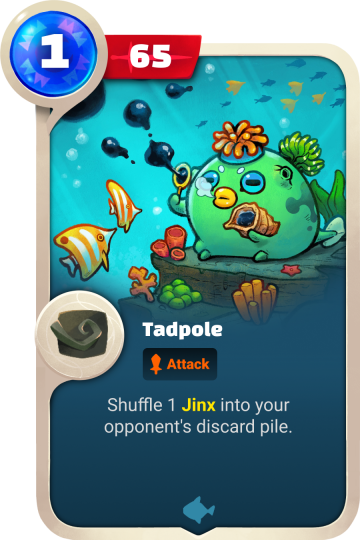 1
65
Tadpole
Attack
Shuffle 1 Jinx into your
opponent's discard pile.